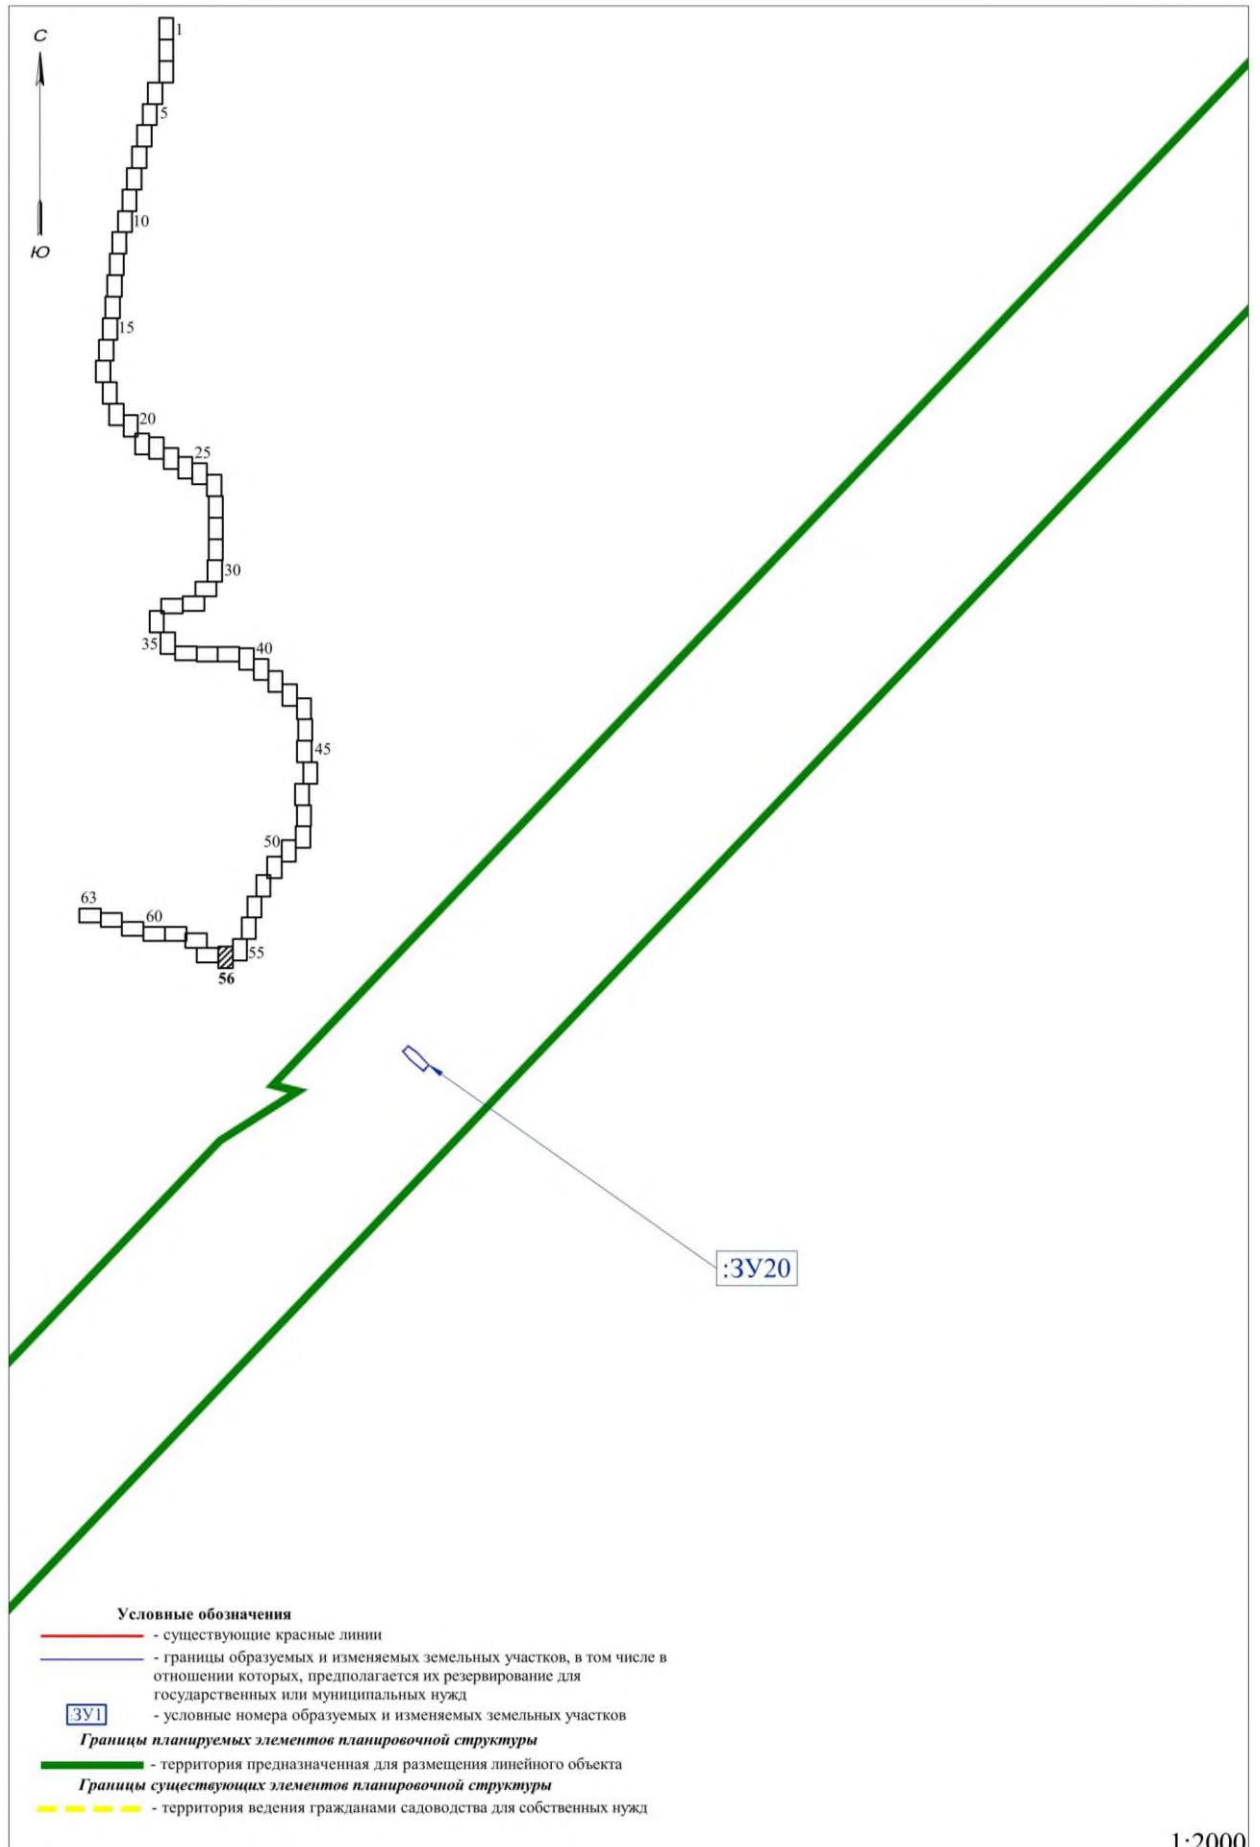 С
Ю
1
5
10
15
20
25
30
35
40
45
50
63
60
55
56
:ЗУ20
Условные обозначения
- существующие красные линии
- границы образуемых и изменяемых земельных участков, в том числе в
отношении которых, предполагается их резервирование для
государственных или муниципальных нужд
:ЗУ1 - условные номера образуемых и изменяемых земельных участков
Границы планируемых элементов планировочной структуры
- территория предназначенная для размещения линейного объекта
Границы существующих элементов планировочной структуры
- территория ведения гражданами садоводства для собственных нужд
1:2000